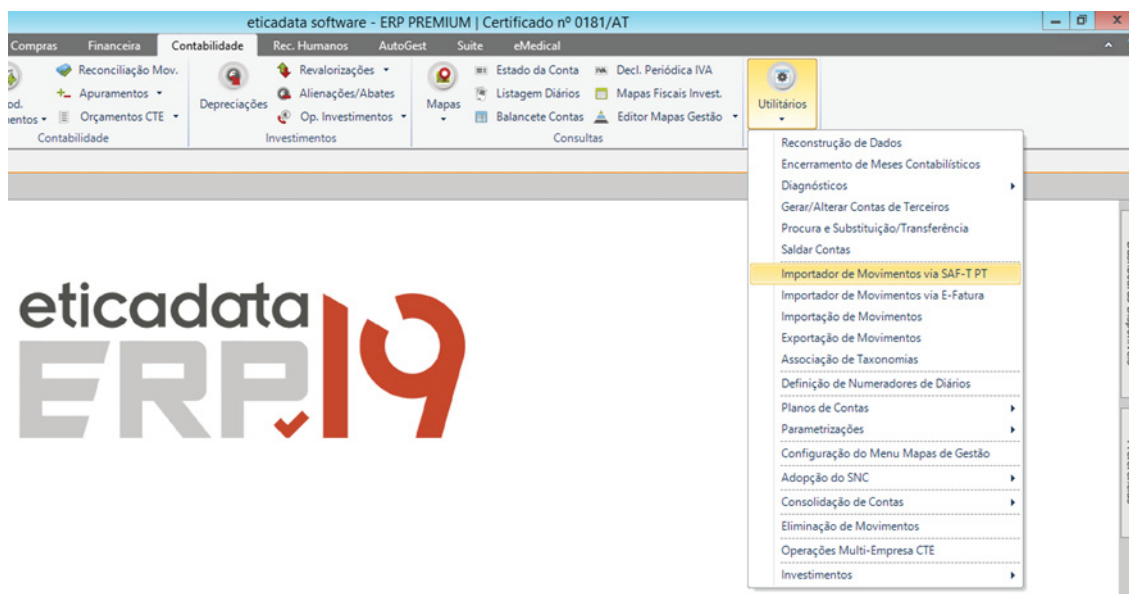 eticadata software - ERP PREMIUM | Certificado nº 0181/AT
Compras Financeira Contabilidade Rec. Humanos AutoGest Suite eMedical
Reconciliação Mov.
Apuramentos
Orçamentos CTE
Contabilidade
Depreciações
Revalorizações
Alienações/Abates
Op. Investimentos
Investimentos
Mapas
Estado da Conta Decl. Periódica IVA
Listagem Diários Mapas Fiscais Invest.
Balancete Contas Editor Mapas Gestão
Consultas
Utilitários
Reconstrução de Dados
Encerramento de Meses Contabilísticos
Diagnósticos
Gerar/Alterar Contas de Terceiros
Procura e Substituição/Transferência
Saldar Contas
Importador de Movimentos via SAF-T PT
Importador de Movimentos via E-Fatura
Importação de Movimentos
Exportação de Movimentos
Associação de Taxonomias
Definição de Numeradores de Diários
Planos de Contas
Parametrizações
Configuração do Menu Mapas de Gestão
Adopção do SNC
Consolidação de Contas
Eliminação de Movimentos
Operações Multi-Empresa CTE
Investimentos
eticadata
ERP 19